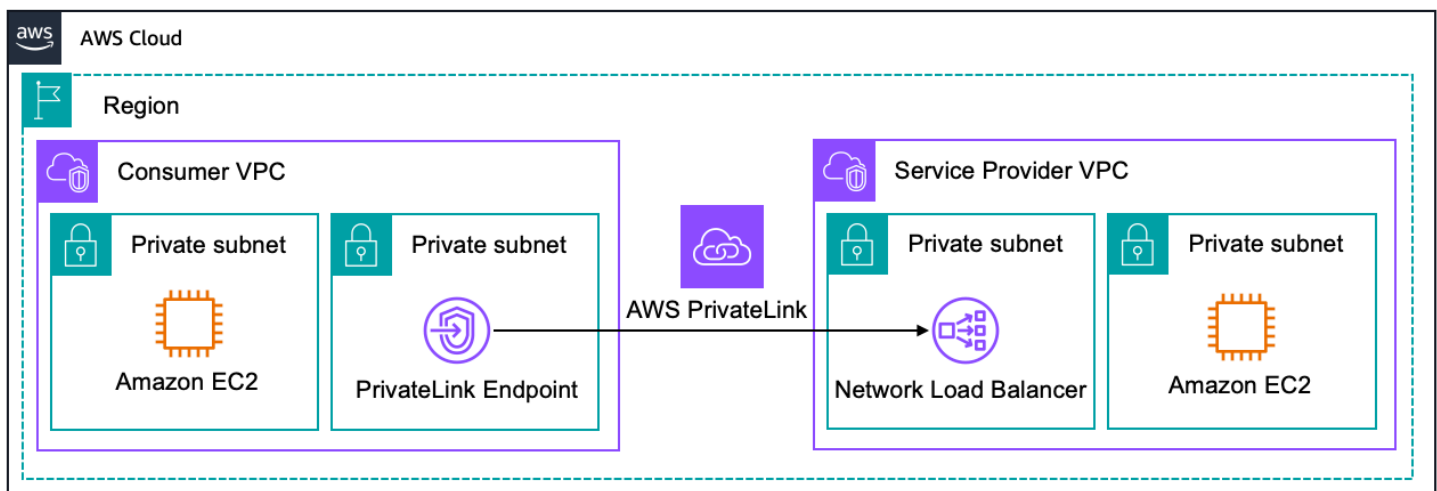 aws
AWS Cloud
Region
Consumer VPC
Private subnet
Amazon EC2
Private subnet
PrivateLink Endpoint
AWS PrivateLink
Service Provider VPC
Private subnet
Network Load Balancer
Private subnet
Amazon EC2